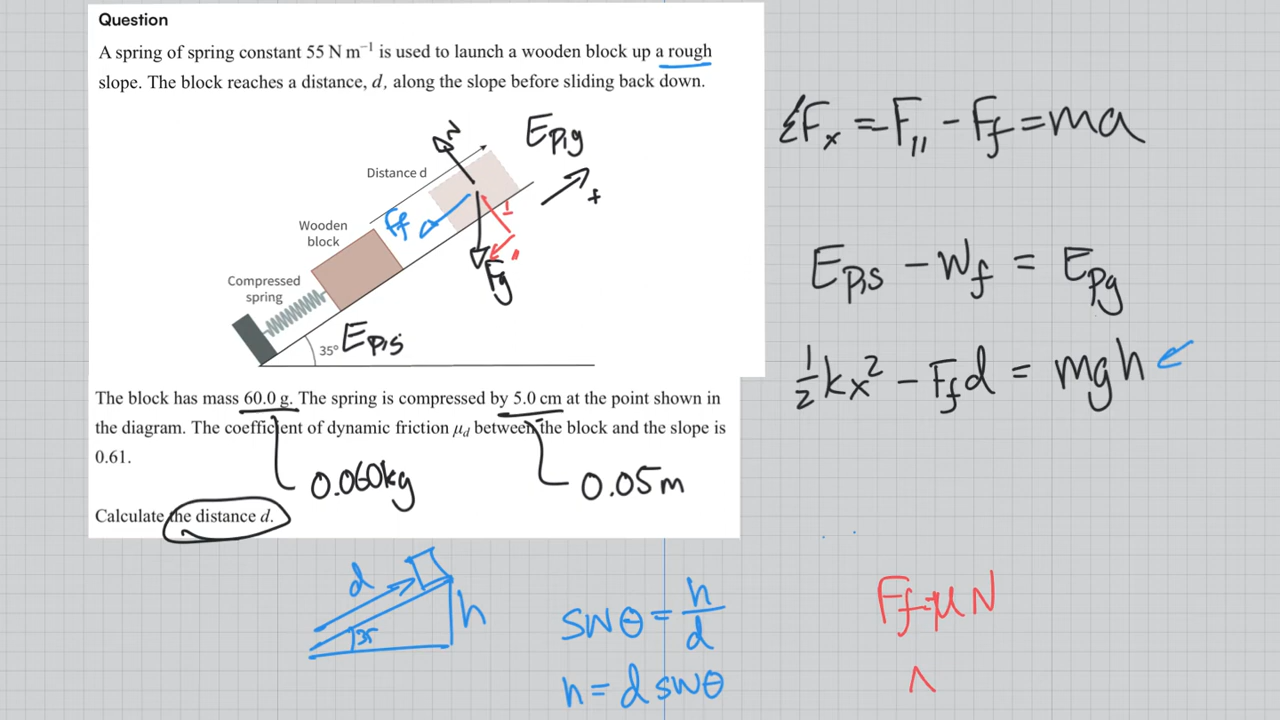 Question
A spring of spring constant 55 N m⁻¹ is used to launch a wooden block up a rough
slope. The block reaches a distance, d, along the slope before sliding back down.
N
Ep,g
+
Distance d
Ff
⊥
//
Fg
Wooden
block
Compressed
spring
35°
Ep,s
The block has mass 60.0 g. The spring is compressed by 5.0 cm at the point shown in
the diagram. The coefficient of dynamic friction μd between the block and the slope is
0.61.
0.060kg
0.05m
Calculate the distance d.
ΣFx = -F// - Ff = ma
Ep,s - Wf = Epg
½kx² - Ffd = mgh
d
35
h
sin θ = h/d
h = d sin θ
Ff = μN